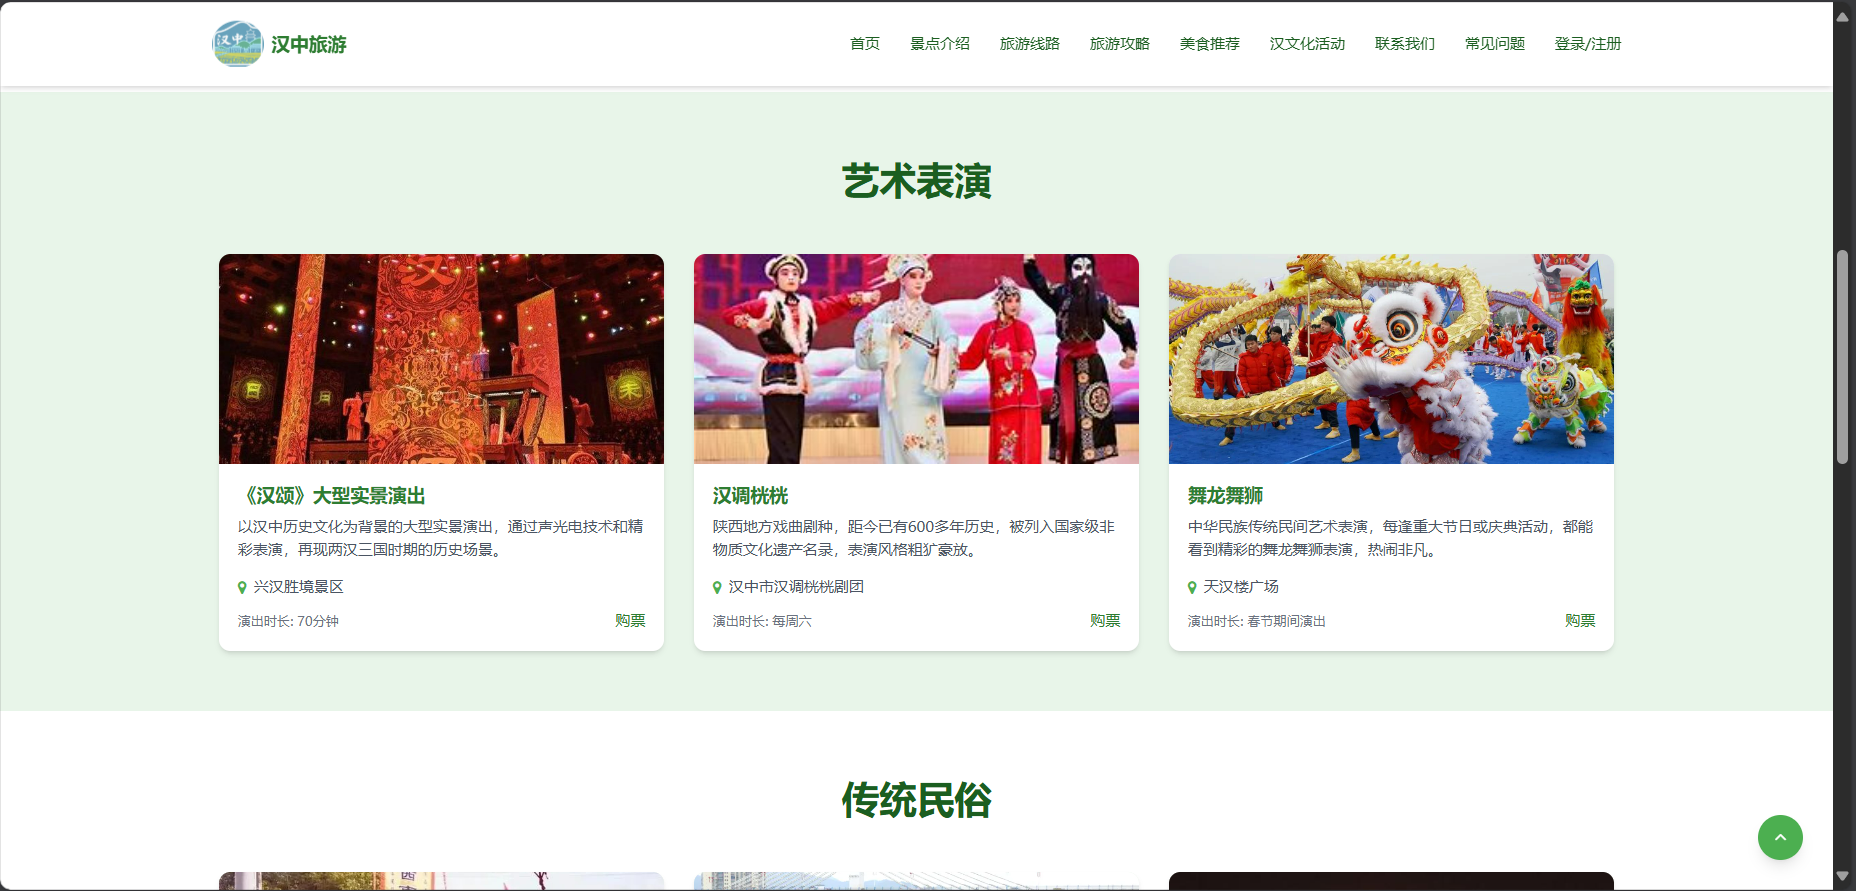 汉中
汉中旅游
首页 景点介绍 旅游线路 旅游攻略 美食推荐 汉文化活动 联系我们 常见问题 登录/注册
艺术表演
汉
《汉颂》大型实景演出
以汉中历史文化为背景的大型实景演出，通过声光电技术和精
彩表演，再现两汉三国时期的历史场景。
兴汉胜境景区
演出时长: 70分钟
购票
汉调桄桄
陕西地方戏曲剧种，距今已有600多年历史，被列入国家级非
物质文化遗产名录，表演风格粗犷豪放。
汉中市汉调桄桄剧团
演出时长: 每周六
购票
舞龙舞狮
中华民族传统民间艺术表演，每逢重大节日或庆典活动，都能
看到精彩的舞龙舞狮表演，热闹非凡。
天汉楼广场
演出时长: 春节期间演出
购票
传统民俗